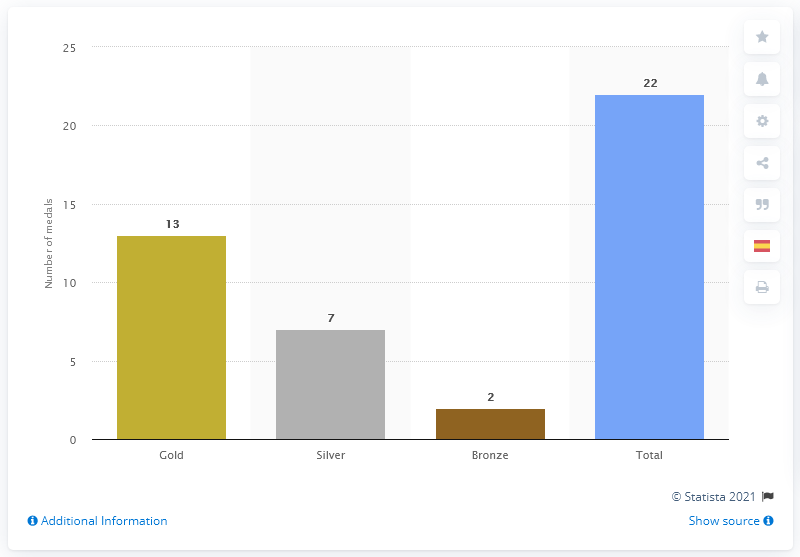 25
20
15
10
5
0
Number of medals
13
7
2
22
Gold
Silver
Bronze
Total
© Statista 2021
Additional Information
Show source